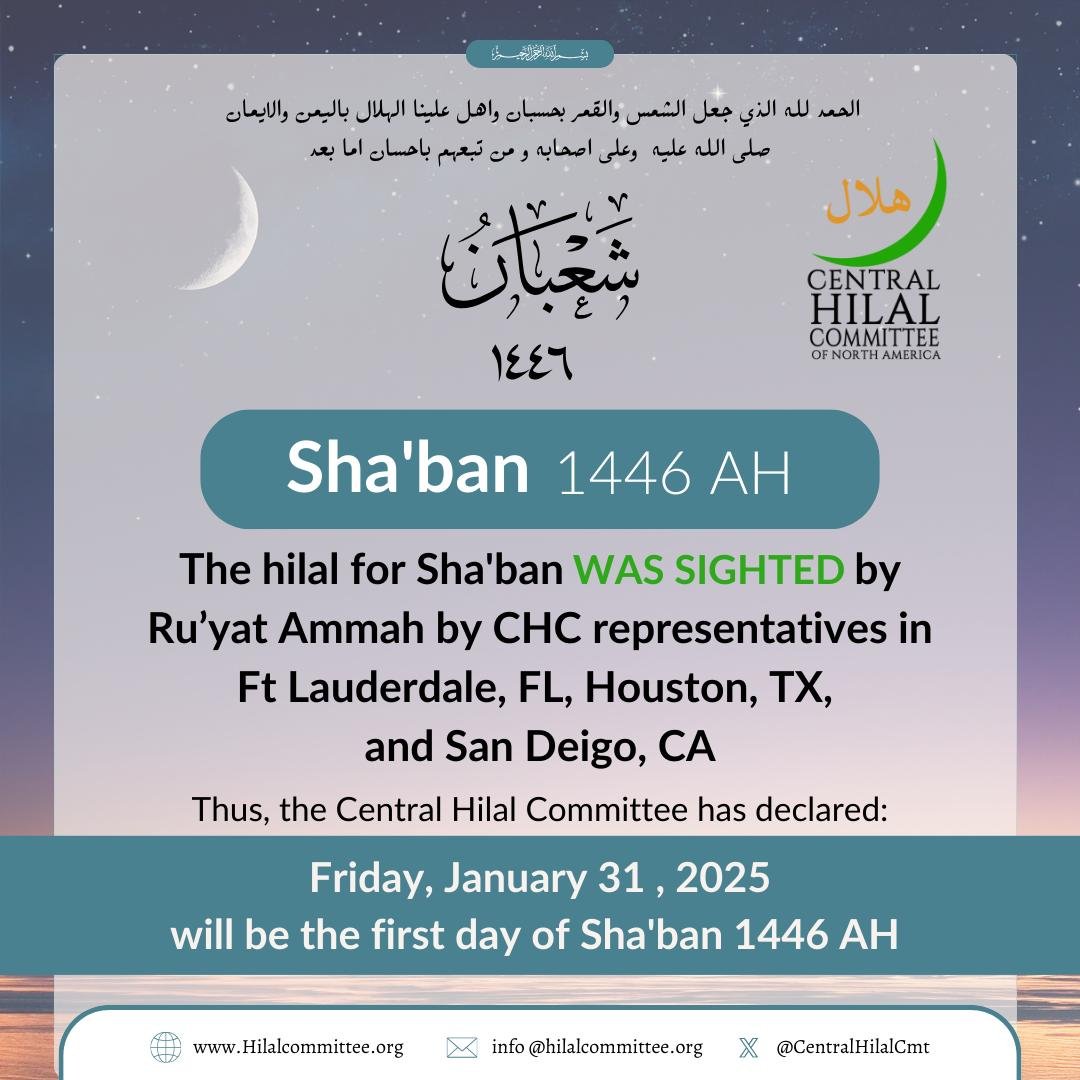 بسم الله الرحمن الرحيم
الحمد لله الذي جعل الشمس والقمر بحسبان واهل علينا الهلال باليمن والايمان
صلى الله عليه وعلى اصحابه و من تبعهم باحسان اما بعد
هلال
CENTRAL
HILAL
COMMITTEE
OF NORTH AMERICA
شَعْبَانُ
١٤٤٦
Sha'ban 1446 AH
The hilal for Sha'ban WAS SIGHTED by
Ru’yat Ammah by CHC representatives in
Ft Lauderdale, FL, Houston, TX,
and San Deigo, CA
Thus, the Central Hilal Committee has declared:
Friday, January 31 , 2025
will be the first day of Sha'ban 1446 AH
www.Hilalcommittee.org
info @hilalcommittee.org
@CentralHilalCmt